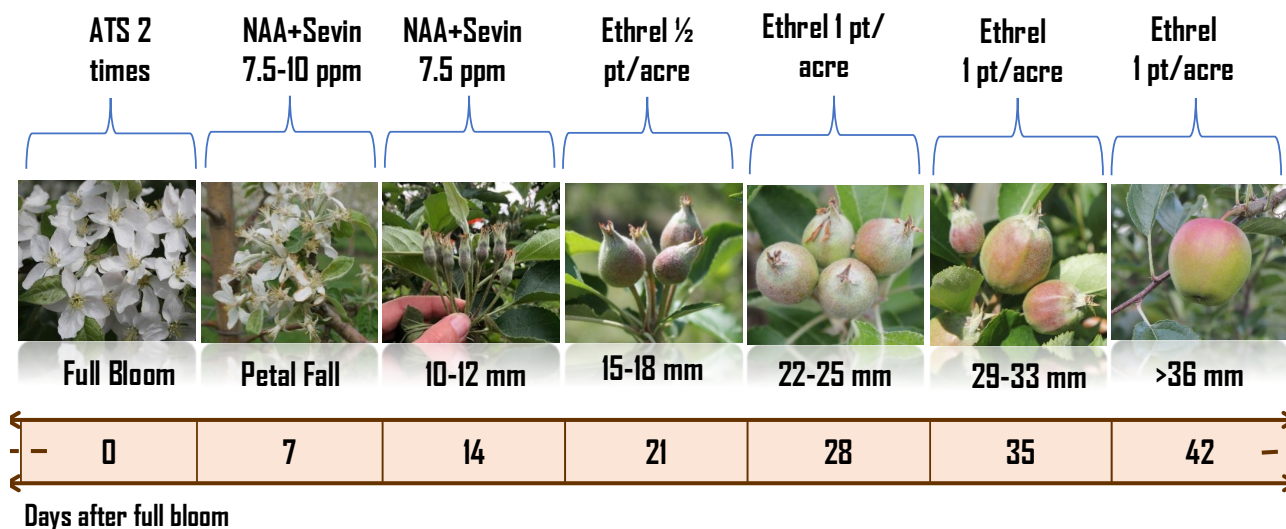 ATS 2
times
NAA+Sevin
7.5-10 ppm
NAA+Sevin
7.5 ppm
Ethrel ½
pt/acre
Ethrel 1 pt/
acre
Ethrel
1 pt/acre
Ethrel
1 pt/acre
Full Bloom
Petal Fall
10-12 mm
15-18 mm
22-25 mm
29-33 mm
>36 mm
0
7
14
21
28
35
42
Days after full bloom